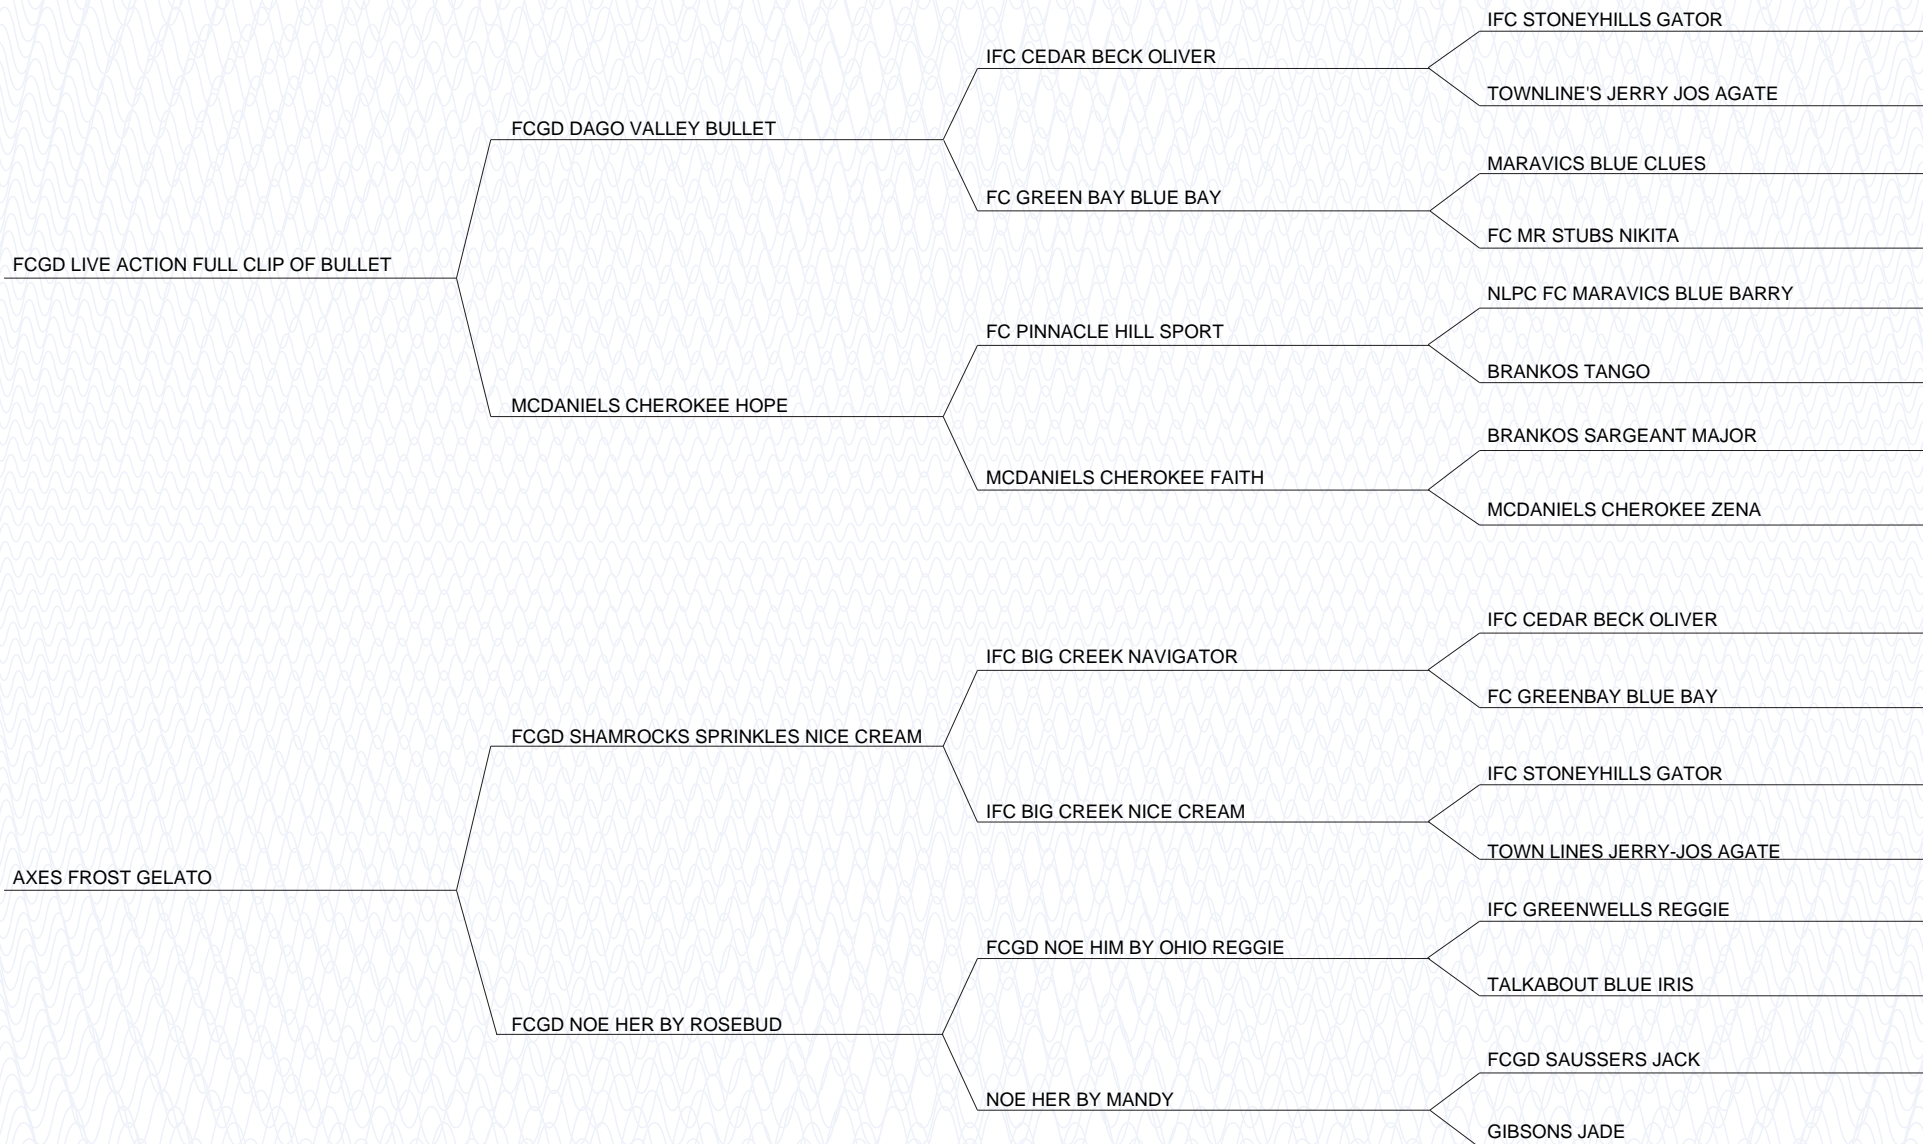 IFC STONEYHILLS GATOR
IFC CEDAR BECK OLIVER
TOWNLINE'S JERRY JOS AGATE
FCGD DAGO VALLEY BULLET
MARAVICS BLUE CLUES
FC GREEN BAY BLUE BAY
FC MR STUBS NIKITA
FCGD LIVE ACTION FULL CLIP OF BULLET
NLPC FC MARAVICS BLUE BARRY
FC PINNACLE HILL SPORT
BRANKOS TANGO
MCDANIELS CHEROKEE HOPE
BRANKOS SARGEANT MAJOR
MCDANIELS CHEROKEE FAITH
MCDANIELS CHEROKEE ZENA
IFC CEDAR BECK OLIVER
IFC BIG CREEK NAVIGATOR
FC GREENBAY BLUE BAY
FCGD SHAMROCKS SPRINKLES NICE CREAM
IFC STONEYHILLS GATOR
IFC BIG CREEK NICE CREAM
TOWN LINES JERRY-JOS AGATE
AXES FROST GELATO
IFC GREENWELLS REGGIE
FCGD NOE HIM BY OHIO REGGIE
TALKABOUT BLUE IRIS
FCGD NOE HER BY ROSEBUD
FCGD SAUSSERS JACK
NOE HER BY MANDY
GIBSONS JADE